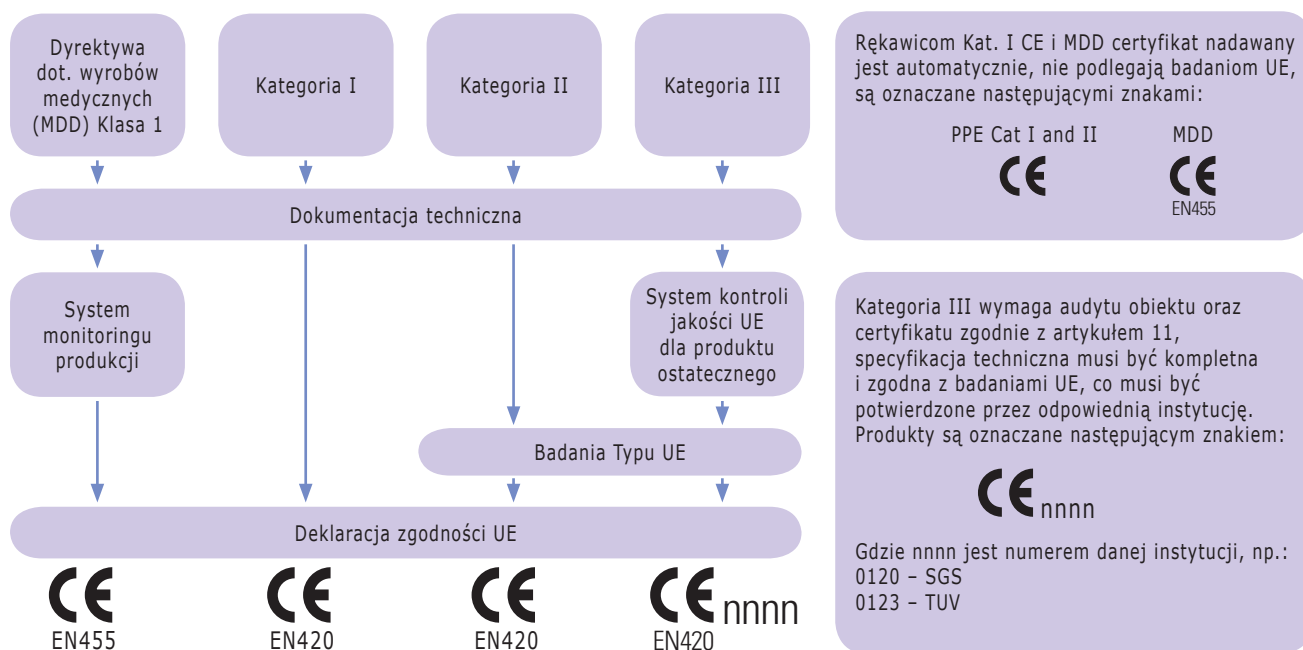 Dyrektywa
dot. wyrobów
medycznych
(MDD) Klasa 1
Kategoria I
Kategoria II
Kategoria III
Dokumentacja techniczna
System
monitoringu
produkcji
System kontroli
jakości UE
dla produktu
ostatecznego
Badania Typu UE
Deklaracja zgodności UE
CE
EN455
CE
EN420
CE
EN420
CE nnnn
EN420
Rękawicom Kat. I CE i MDD certyfikat nadawany
jest automatycznie, nie podlegają badaniom UE,
są oznaczane następującymi znakami:
PPE Cat I and II
CE
MDD
CE
EN455
Kategoria III wymaga audytu obiektu oraz
certyfikatu zgodnie z artykułem 11,
specyfikacja techniczna musi być kompletna
i zgodna z badaniami UE, co musi być
potwierdzone przez odpowiednią instytucję.
Produkty są oznaczane następującym znakiem:
CE nnnn
Gdzie nnnn jest numerem danej instytucji, np.:
0120 – SGS
0123 – TUV